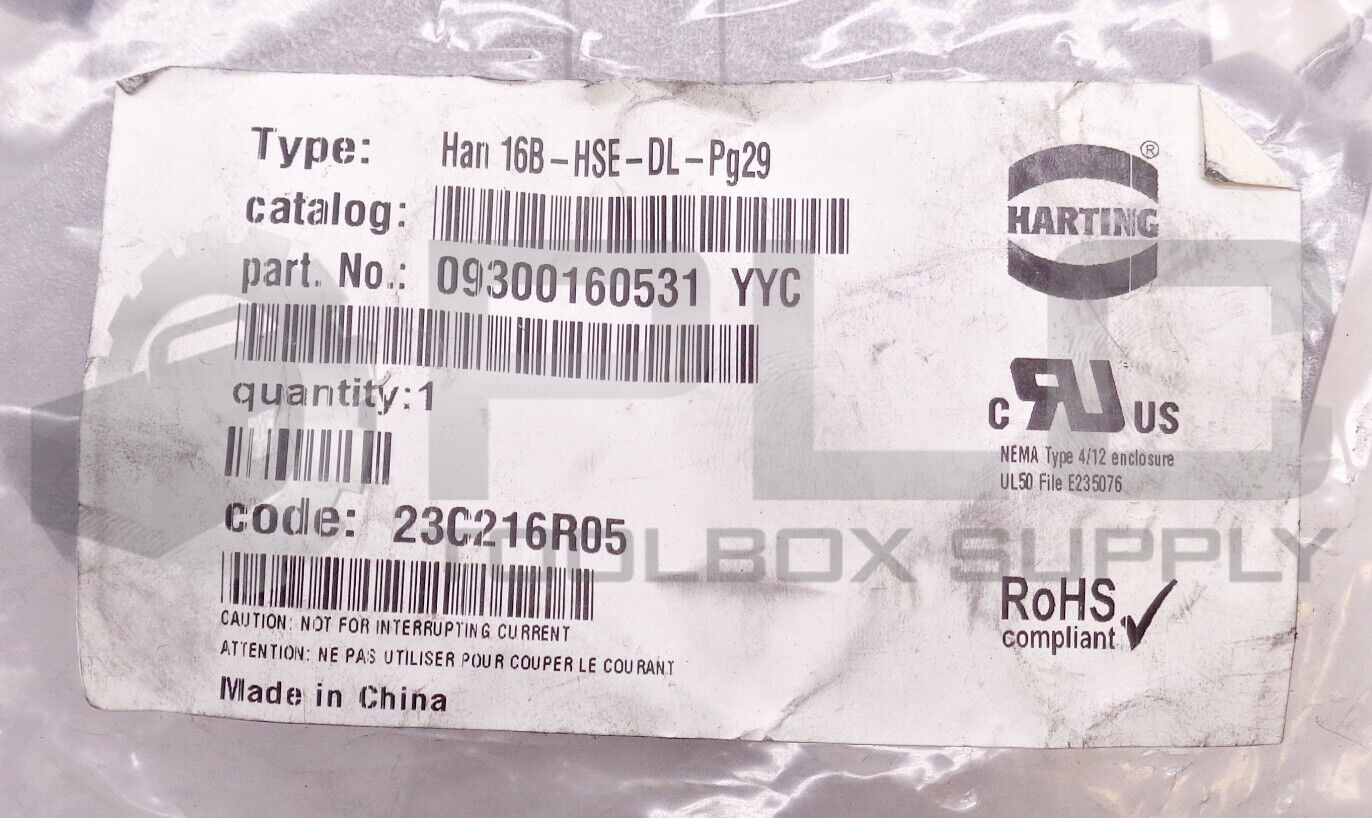 Type: Han 16B-HSE-DL-Pg29
catalog:
part. No.: 09300160531 YYC
quantity:1
code: 23C216R05
CAUTION: NOT FOR INTERRUPTING CURRENT
ATTENTION: NE PAS UTILISER POUR COUPER LE COURANT
Made in China
HARTING®
C RU US
NEMA Type 4/12 enclosure
UL50 File E235076
RoHS
compliant
PLC
TOOLBOX SUPPLY